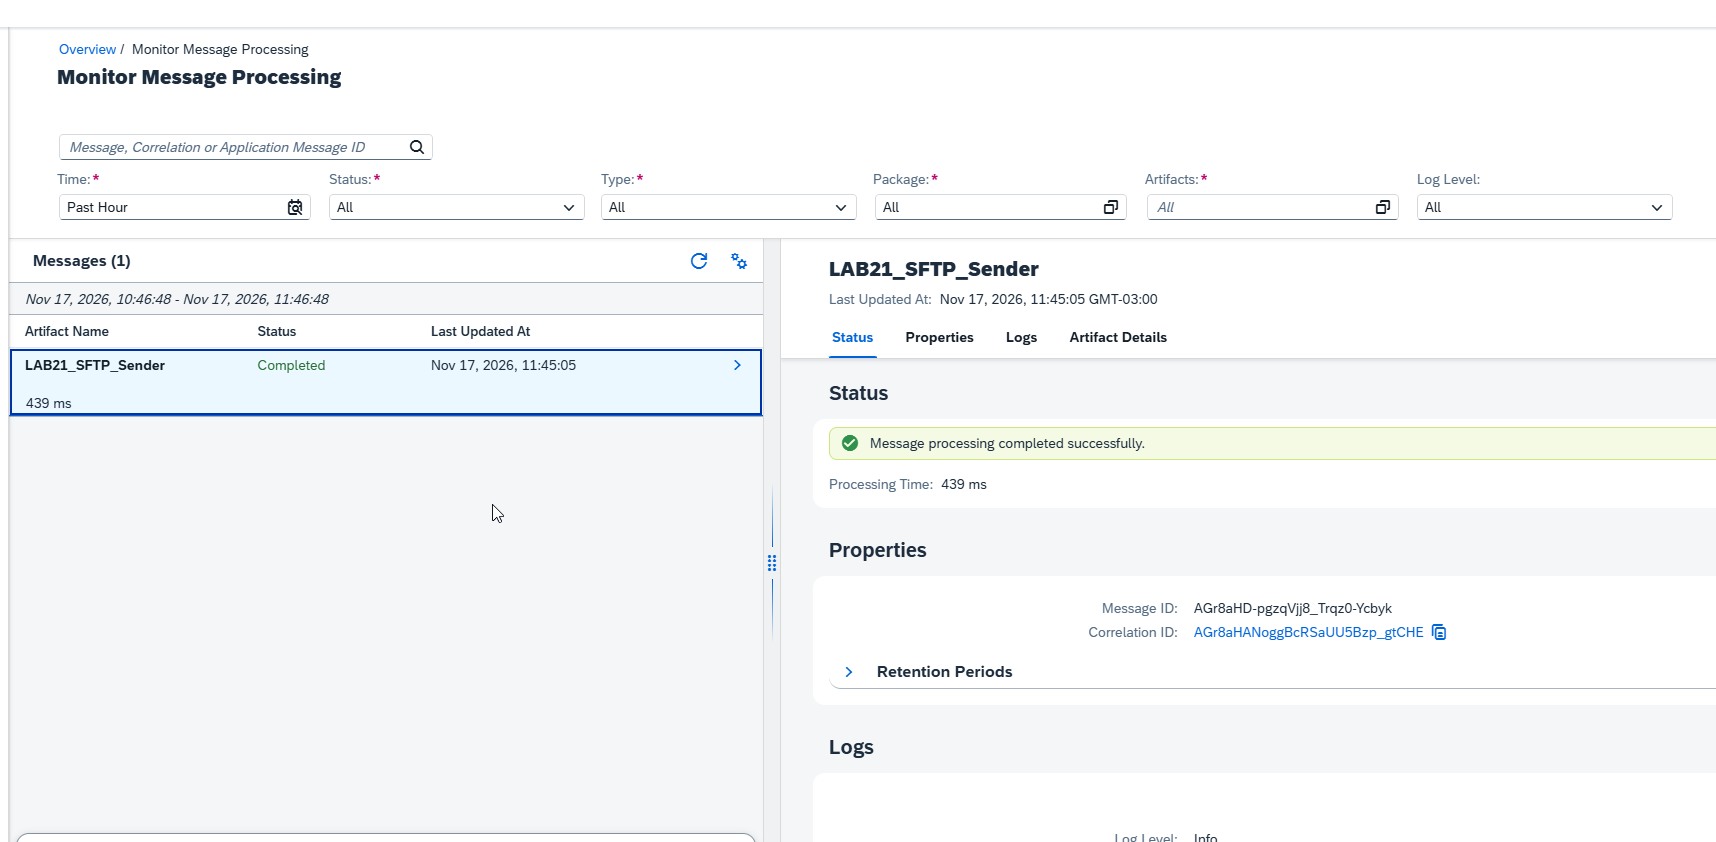 Overview / Monitor Message Processing
Monitor Message Processing
Message, Correlation or Application Message ID
Time:* Status:* Type:* Package:* Artifacts:* Log Level:
Past Hour All All All All All
Messages (1)
Nov 17, 2026, 10:46:48 - Nov 17, 2026, 11:46:48
Artifact Name Status Last Updated At
LAB21_SFTP_Sender Completed Nov 17, 2026, 11:45:05
439 ms
LAB21_SFTP_Sender
Last Updated At: Nov 17, 2026, 11:45:05 GMT-03:00
Status Properties Logs Artifact Details
Status
Message processing completed successfully.
Processing Time: 439 ms
Properties
Message ID: AGr8aHD-pgzqVjj8_Trqz0-Ycbyk
Correlation ID: AGr8aHANoggBcRSaUU5Bzp_gtCHE
Retention Periods
Logs
Log Level: Info